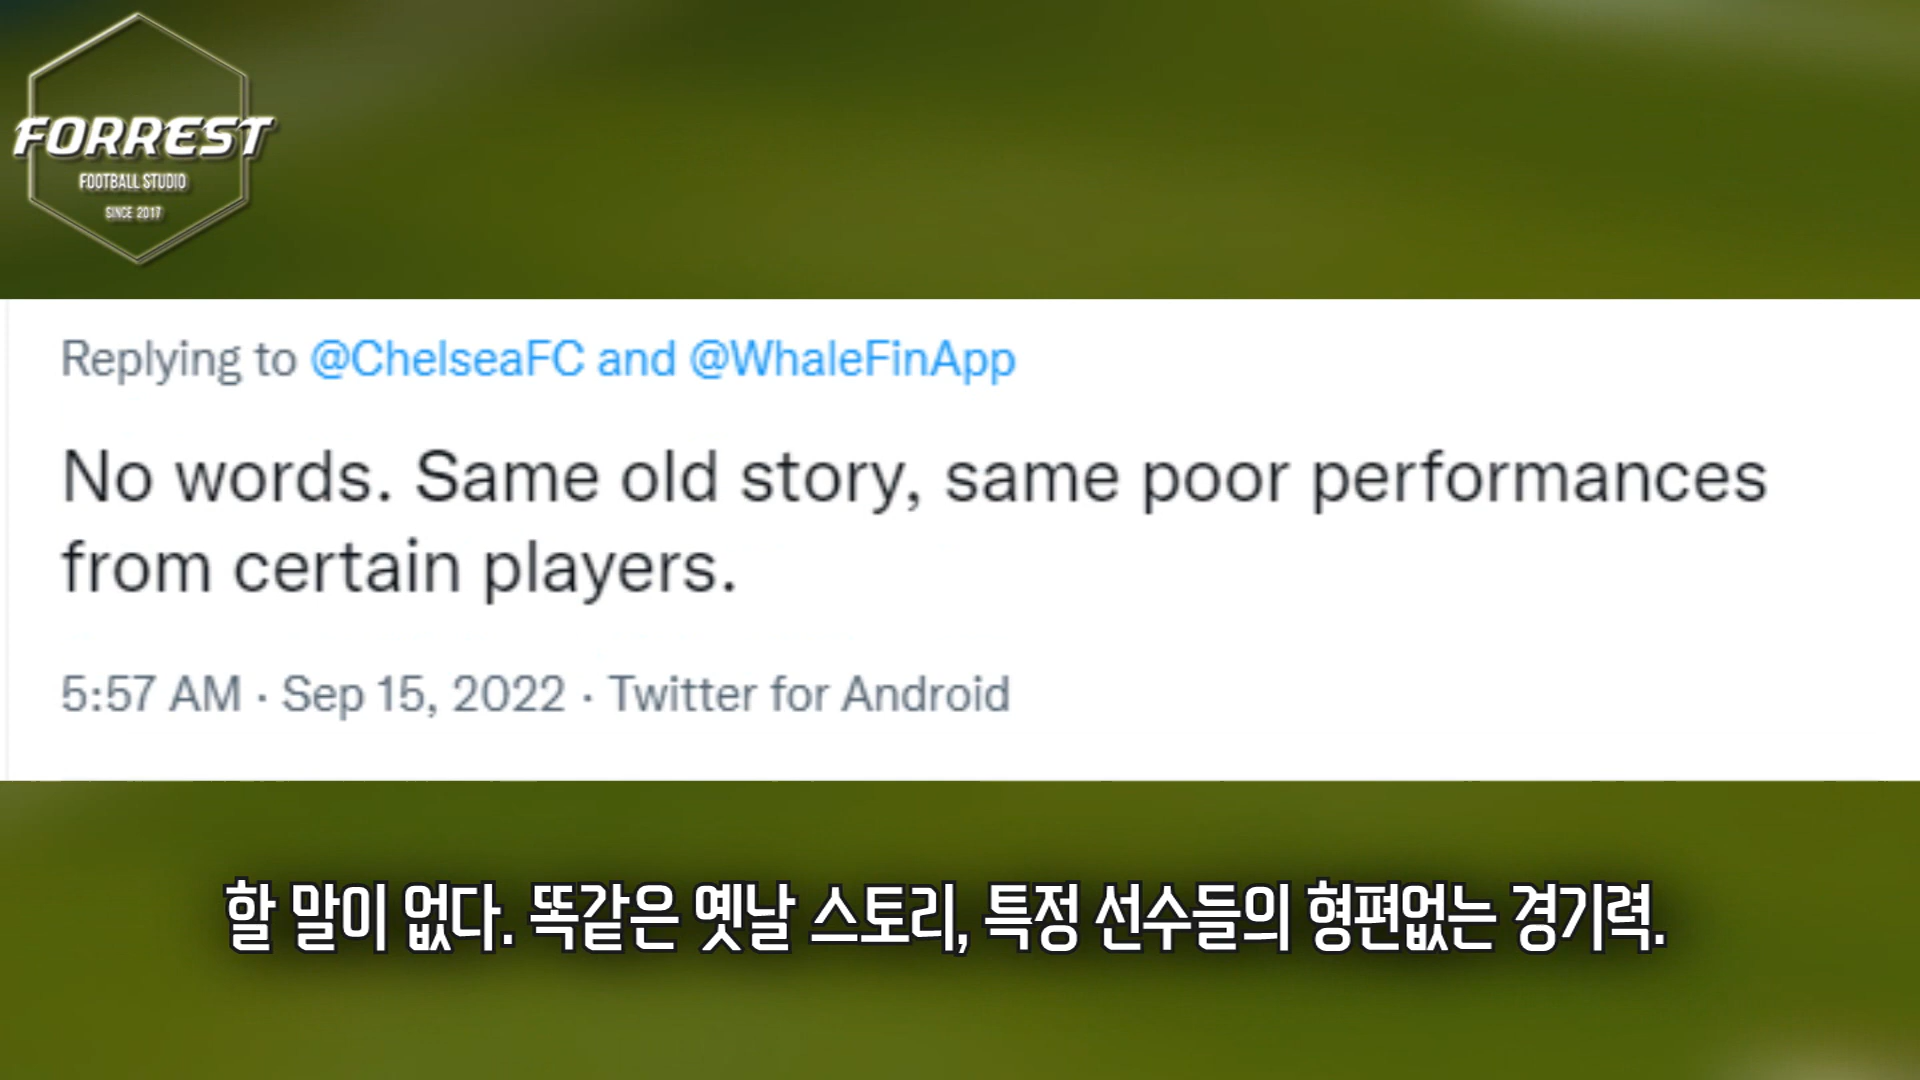 FORREST
FOOTBALL STUDIO
SINCE 2017
Replying to @ChelseaFC and @WhaleFinApp
No words. Same old story, same poor performances
from certain players.
5:57 AM · Sep 15, 2022 · Twitter for Android
할 말이 없다. 똑같은 옛날 스토리, 특정 선수들의 형편없는 경기력.